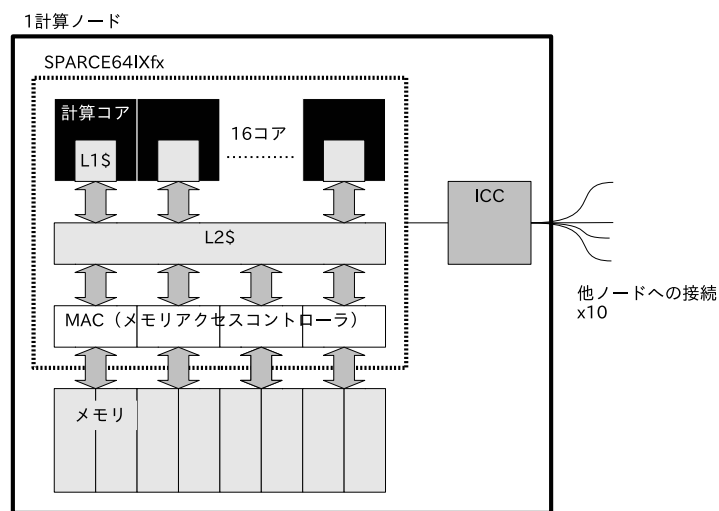 1計算ノード
SPARCE64IXfx
計算コア
16コア
L1$
ICC
L2$
MAC（メモリアクセスコントローラ）
他ノードへの接続
x10
メモリ